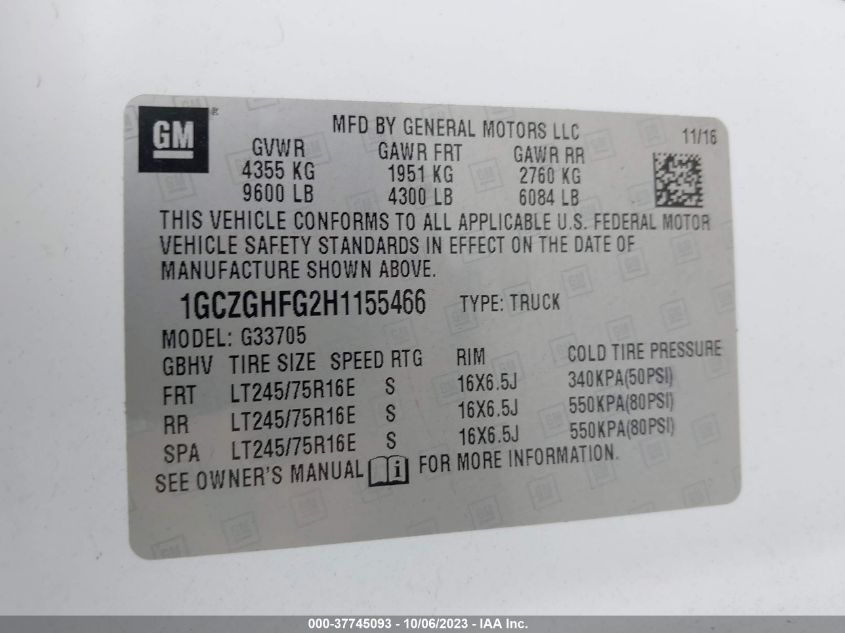 GM ®
MFD BY GENERAL MOTORS LLC 11/16
GVWR GAWR FRT GAWR RR
4355 KG 1951 KG 2760 KG
9600 LB 4300 LB 6084 LB
THIS VEHICLE CONFORMS TO ALL APPLICABLE U.S. FEDERAL MOTOR
VEHICLE SAFETY STANDARDS IN EFFECT ON THE DATE OF
MANUFACTURE SHOWN ABOVE.
1GCZGHFG2H1155466 TYPE: TRUCK
MODEL: G33705
GBHV TIRE SIZE SPEED RTG RIM COLD TIRE PRESSURE
FRT LT245/75R16E S 16X6.5J 340KPA(50PSI)
RR LT245/75R16E S 16X6.5J 550KPA(80PSI)
SPA LT245/75R16E S 16X6.5J 550KPA(80PSI)
SEE OWNER'S MANUAL i FOR MORE INFORMATION.
000-37745093 - 10/06/2023 - IAA Inc.